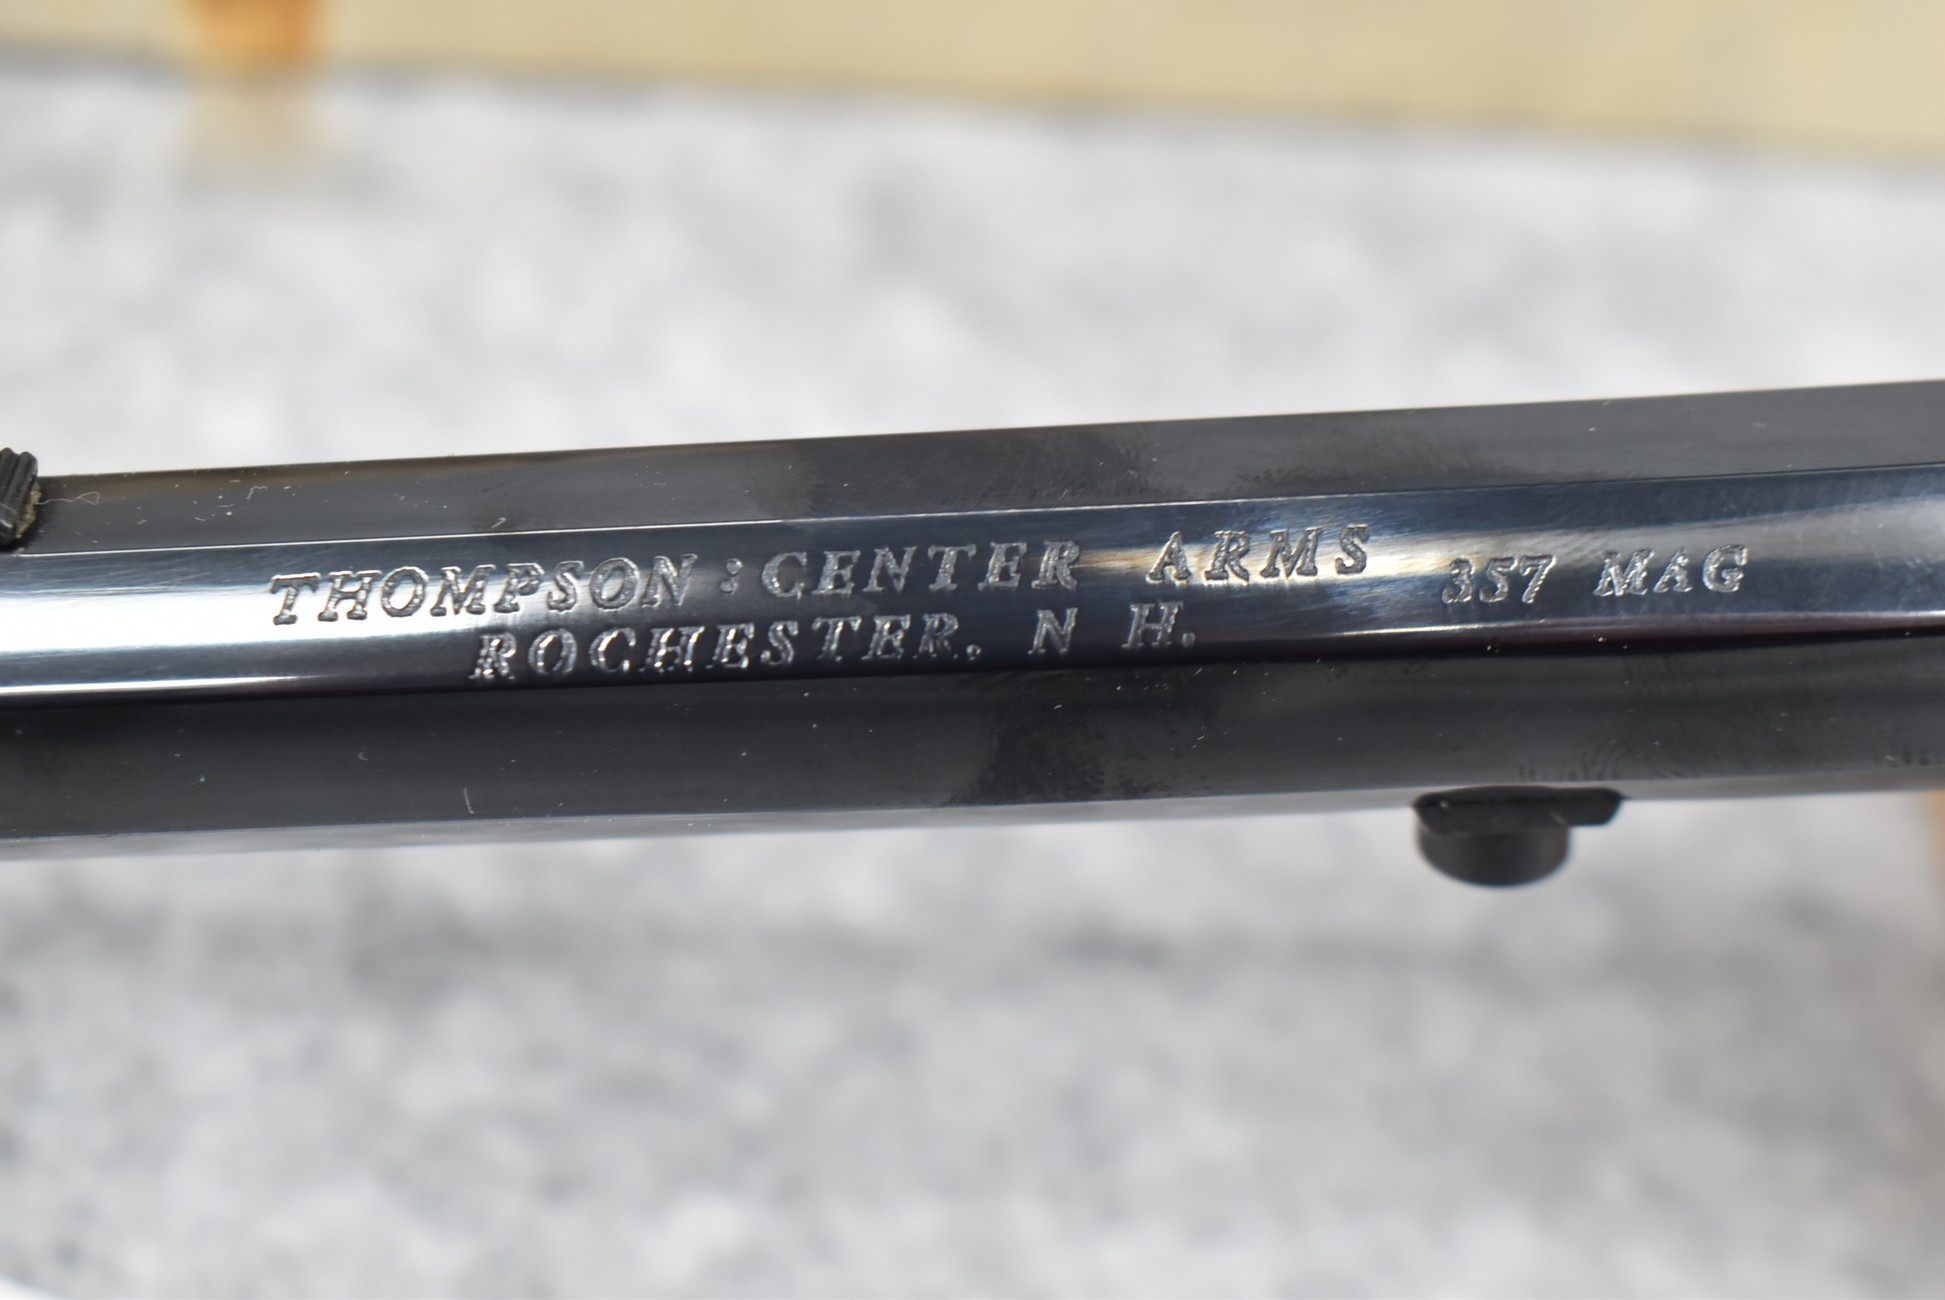 THOMPSON:CENTER ARMS 357 MAG
ROCHESTER. N H.